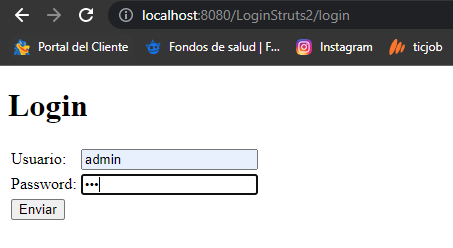 localhost:8080/LoginStruts2/login
Portal del Cliente Fondos de salud | F... Instagram ticjob
Login
Usuario: admin
Password: •••
Enviar